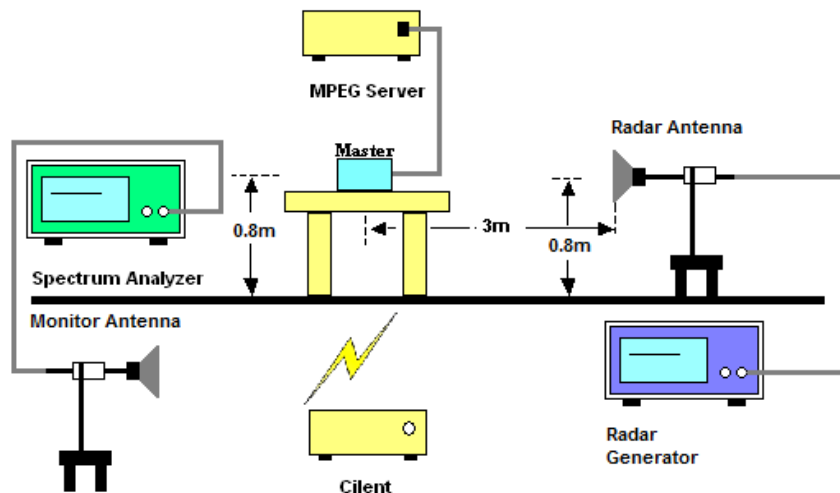 MPEG Server
Radar Antenna
Master
0.8m
3m
0.8m
Spectrum Analyzer
Monitor Antenna
Radar
Generator
Cilent